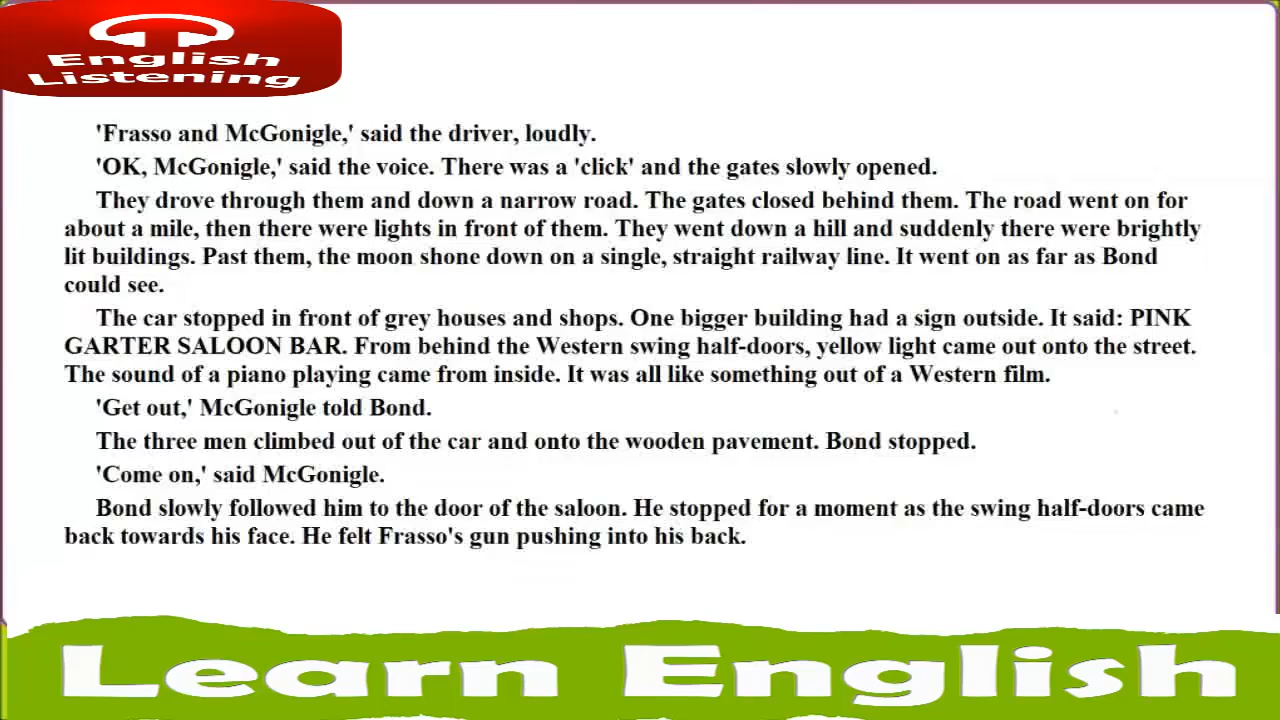 English
Listening
'Frasso and McGonigle,' said the driver, loudly.
'OK, McGonigle,' said the voice. There was a 'click' and the gates slowly opened.
They drove through them and down a narrow road. The gates closed behind them. The road went on for
about a mile, then there were lights in front of them. They went down a hill and suddenly there were brightly
lit buildings. Past them, the moon shone down on a single, straight railway line. It went on as far as Bond
could see.
The car stopped in front of grey houses and shops. One bigger building had a sign outside. It said: PINK
GARTER SALOON BAR. From behind the Western swing half-doors, yellow light came out onto the street.
The sound of a piano playing came from inside. It was all like something out of a Western film.
'Get out,' McGonigle told Bond.
The three men climbed out of the car and onto the wooden pavement. Bond stopped.
'Come on,' said McGonigle.
Bond slowly followed him to the door of the saloon. He stopped for a moment as the swing half-doors came
back towards his face. He felt Frasso's gun pushing into his back.
Learn English